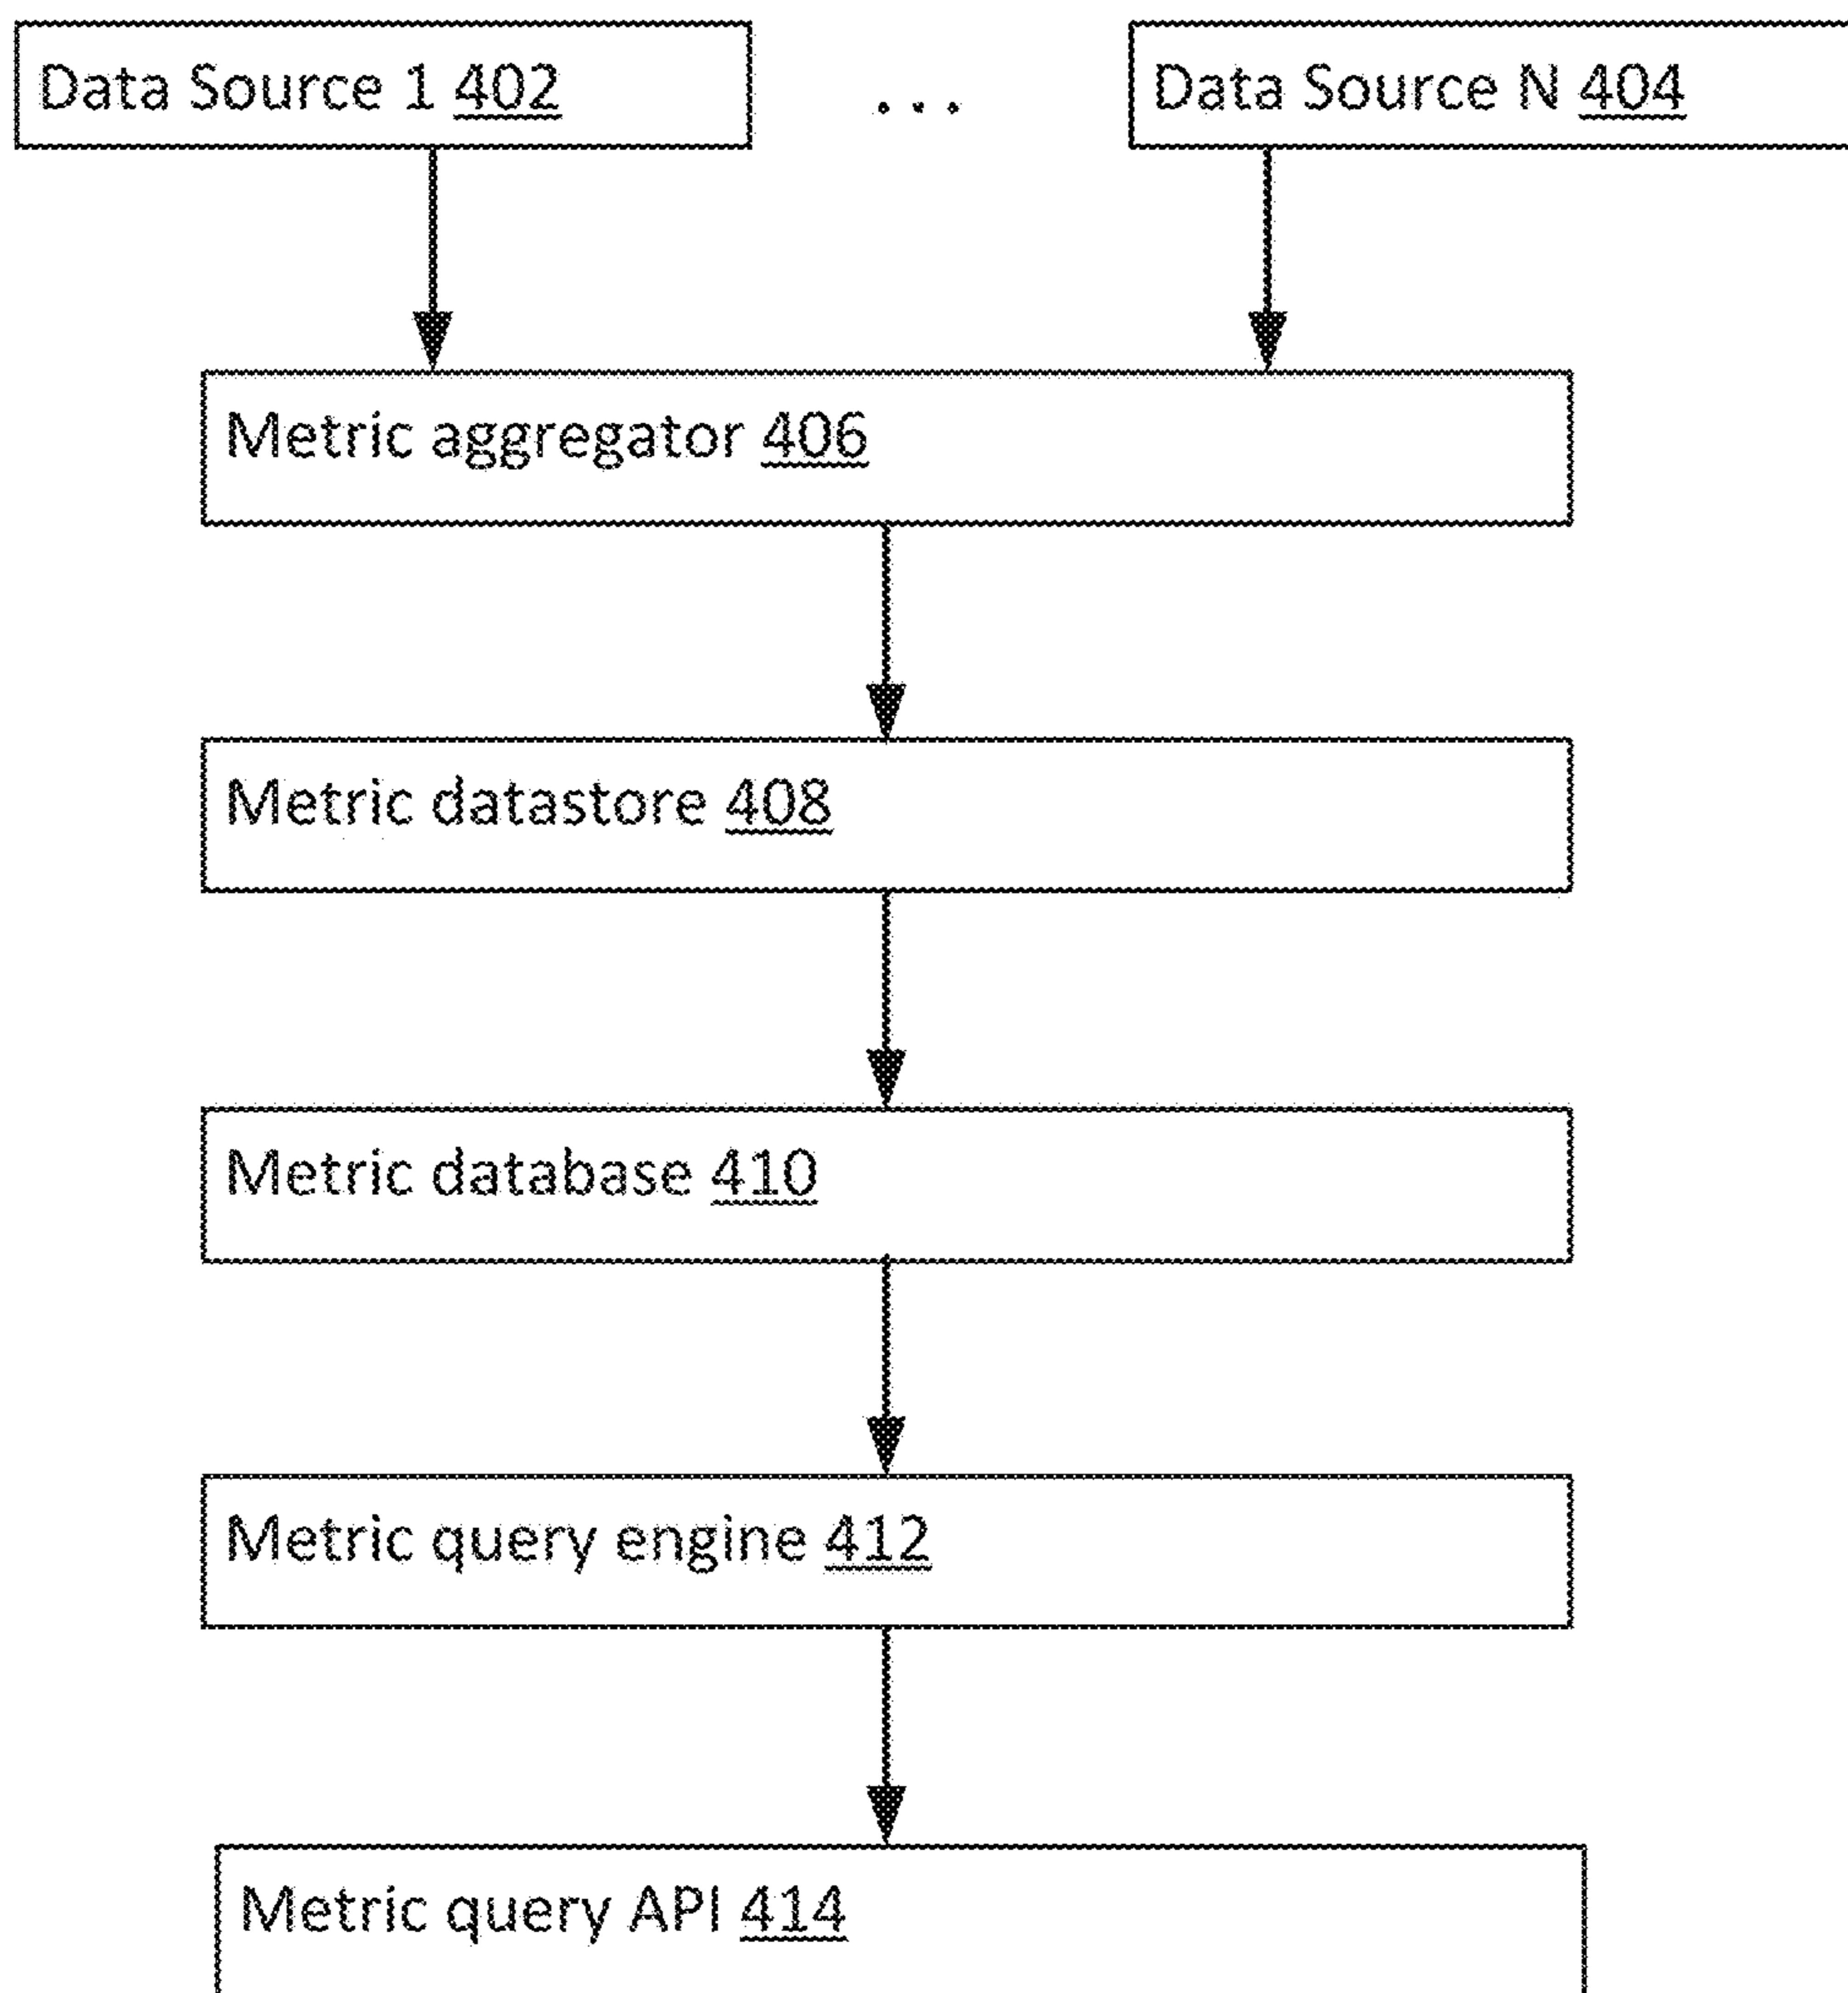 Data Source 1 402
...
Data Source N 404
Metric aggregator 406
Metric datastore 408
Metric database 410
Metric query engine 412
Metric query API 414